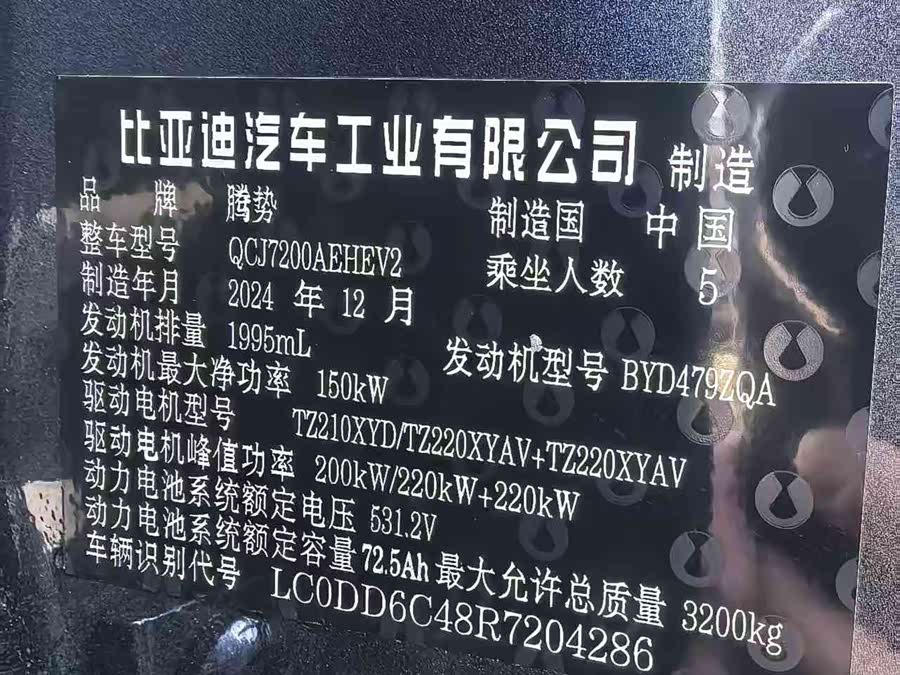 比亚迪汽车工业有限公司 制造
品牌 腾势 制造国 中国
整车型号 QCJ7200AEHEV2 乘坐人数 5
制造年月 2024 年 12 月
发动机排量 1995mL 发动机型号 BYD479ZQA
发动机最大净功率 150kW
驱动电机型号 TZ210XYD/TZ220XYAV+TZ220XYAV
驱动电机峰值功率 200kW/220kW+220kW
动力电池系统额定电压 531.2V
动力电池系统额定容量 72.5Ah 最大允许总质量 3200kg
车辆识别代号 LC0DD6C48R7204286